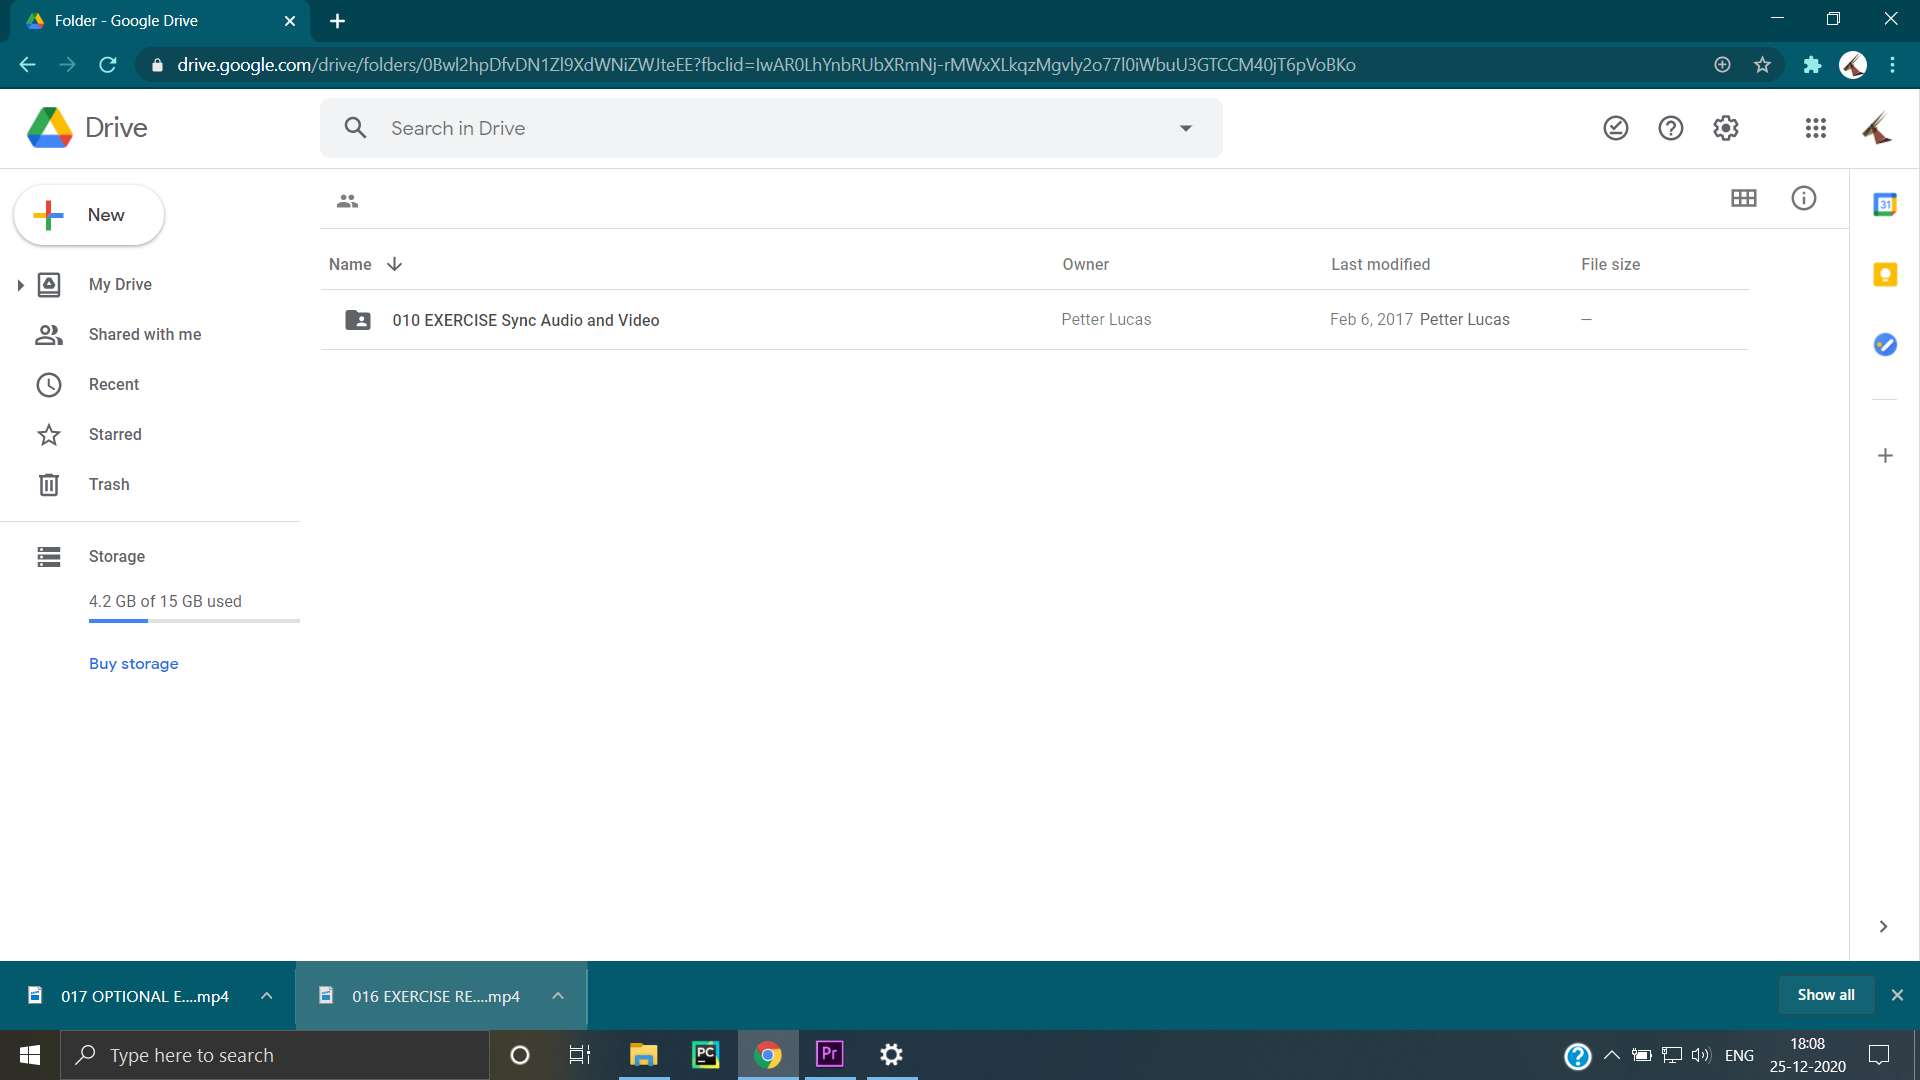 Folder - Google Drive
drive.google.com/drive/folders/0Bwl2hpDfvDN1Zl9XdWNiZWJteEE?fbclid=IwAR0LhYnbRUbXRmNj-rMWxXLkqzMgvly2o77l0iWbuU3GTCCM40jT6pVoBKo
Drive
Search in Drive
New
31
Name
Owner
Last modified
File size
My Drive
010 EXERCISE Sync Audio and Video
Petter Lucas
Feb 6, 2017 Petter Lucas
—
Shared with me
Recent
Starred
Trash
Storage
4.2 GB of 15 GB used
Buy storage
017 OPTIONAL E....mp4
016 EXERCISE RE....mp4
Show all
Type here to search
PC
Pr
ENG
18:08
25-12-2020